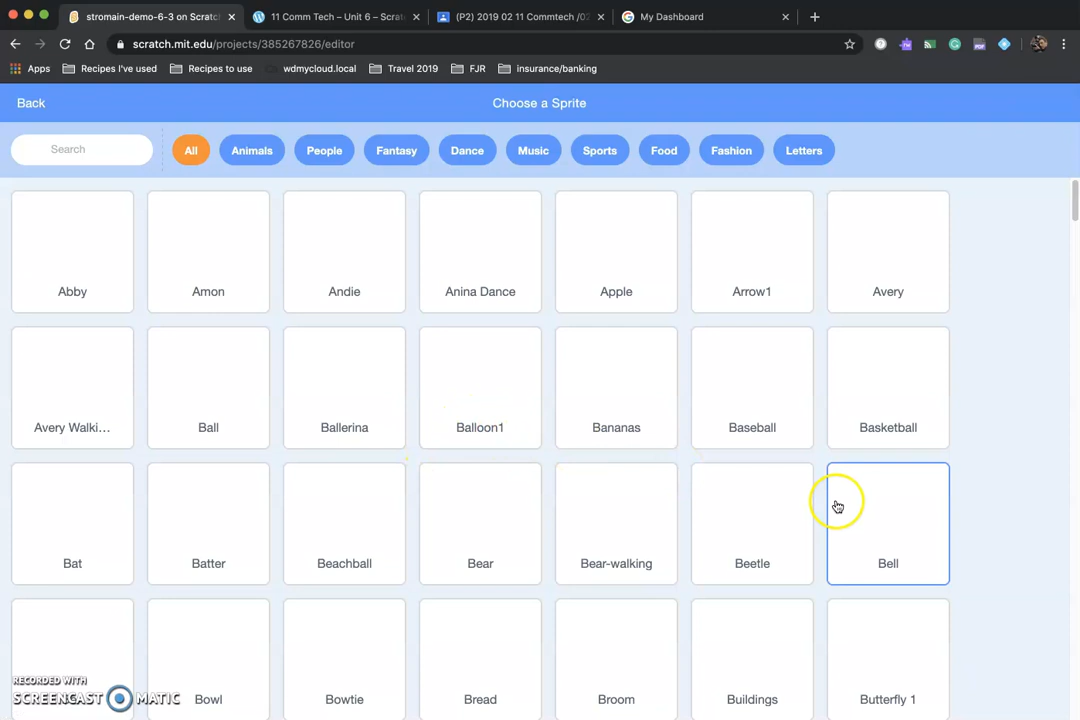 stromain-demo-6-3 on Scratch
11 Comm Tech – Unit 6 – Scratc
(P2) 2019 02 11 Commtech /02
My Dashboard
scratch.mit.edu/projects/385267826/editor
Apps Recipes I've used Recipes to use wdmycloud.local Travel 2019 FJR insurance/banking
Back Choose a Sprite
Search All Animals People Fantasy Dance Music Sports Food Fashion Letters
Abby Amon Andie Anina Dance Apple Arrow1 Avery
Avery Walki... Ball Ballerina Balloon1 Bananas Baseball Basketball
Bat Batter Beachball Bear Bear-walking Beetle Bell
Bowl Bowtie Bread Broom Buildings Butterfly 1
RECORDED WITH
SCREENCAST MATIC